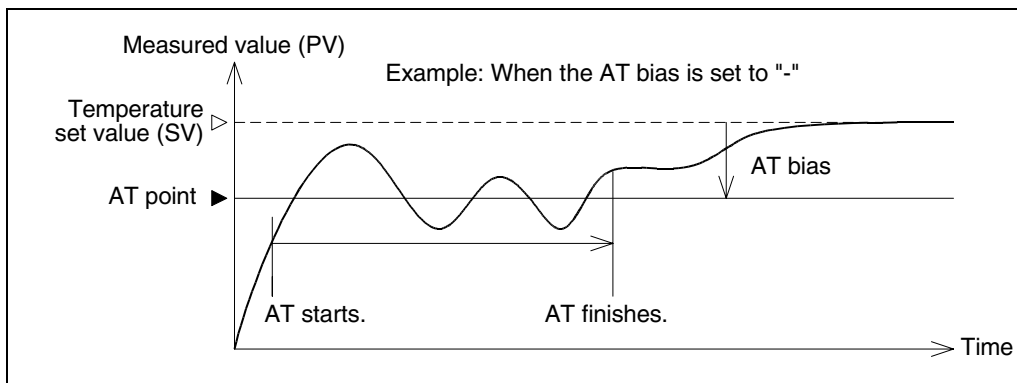 Measured value (PV)
Example: When the AT bias is set to "-"
Temperature
set value (SV)
AT bias
AT point
AT starts.
AT finishes.
Time